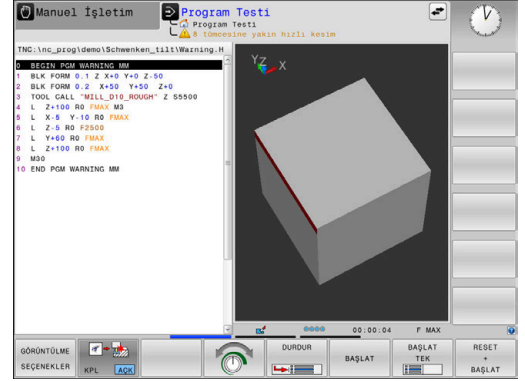 Manuel İşletim
Program Testi
Program Testi
8 tümcesine yakın hızlı kesim
TNC:\nc_prog\demo\Schwenken_tilt\Warning.H
0 BEGIN PGM WARNING MM
1 BLK FORM 0.1 Z X+0 Y+0 Z-50
2 BLK FORM 0.2 X+50 Y+50 Z+0
3 TOOL CALL "MILL_D10_ROUGH" Z S5500
4 L Z+100 R0 FMAX M3
5 L X-5 Y-10 R0 FMAX
6 L Z-5 R0 F2500
7 L Y+60 R0 FMAX
8 L Z+100 R0 FMAX
9 M30
10 END PGM WARNING MM
Y Z X
00:00:04 F MAX
GÖRÜNTÜLME
SEÇENEKLER
KPL AÇK
DURDUR
BAŞLAT
BAŞLAT
TEK
RESET
+
BAŞLAT